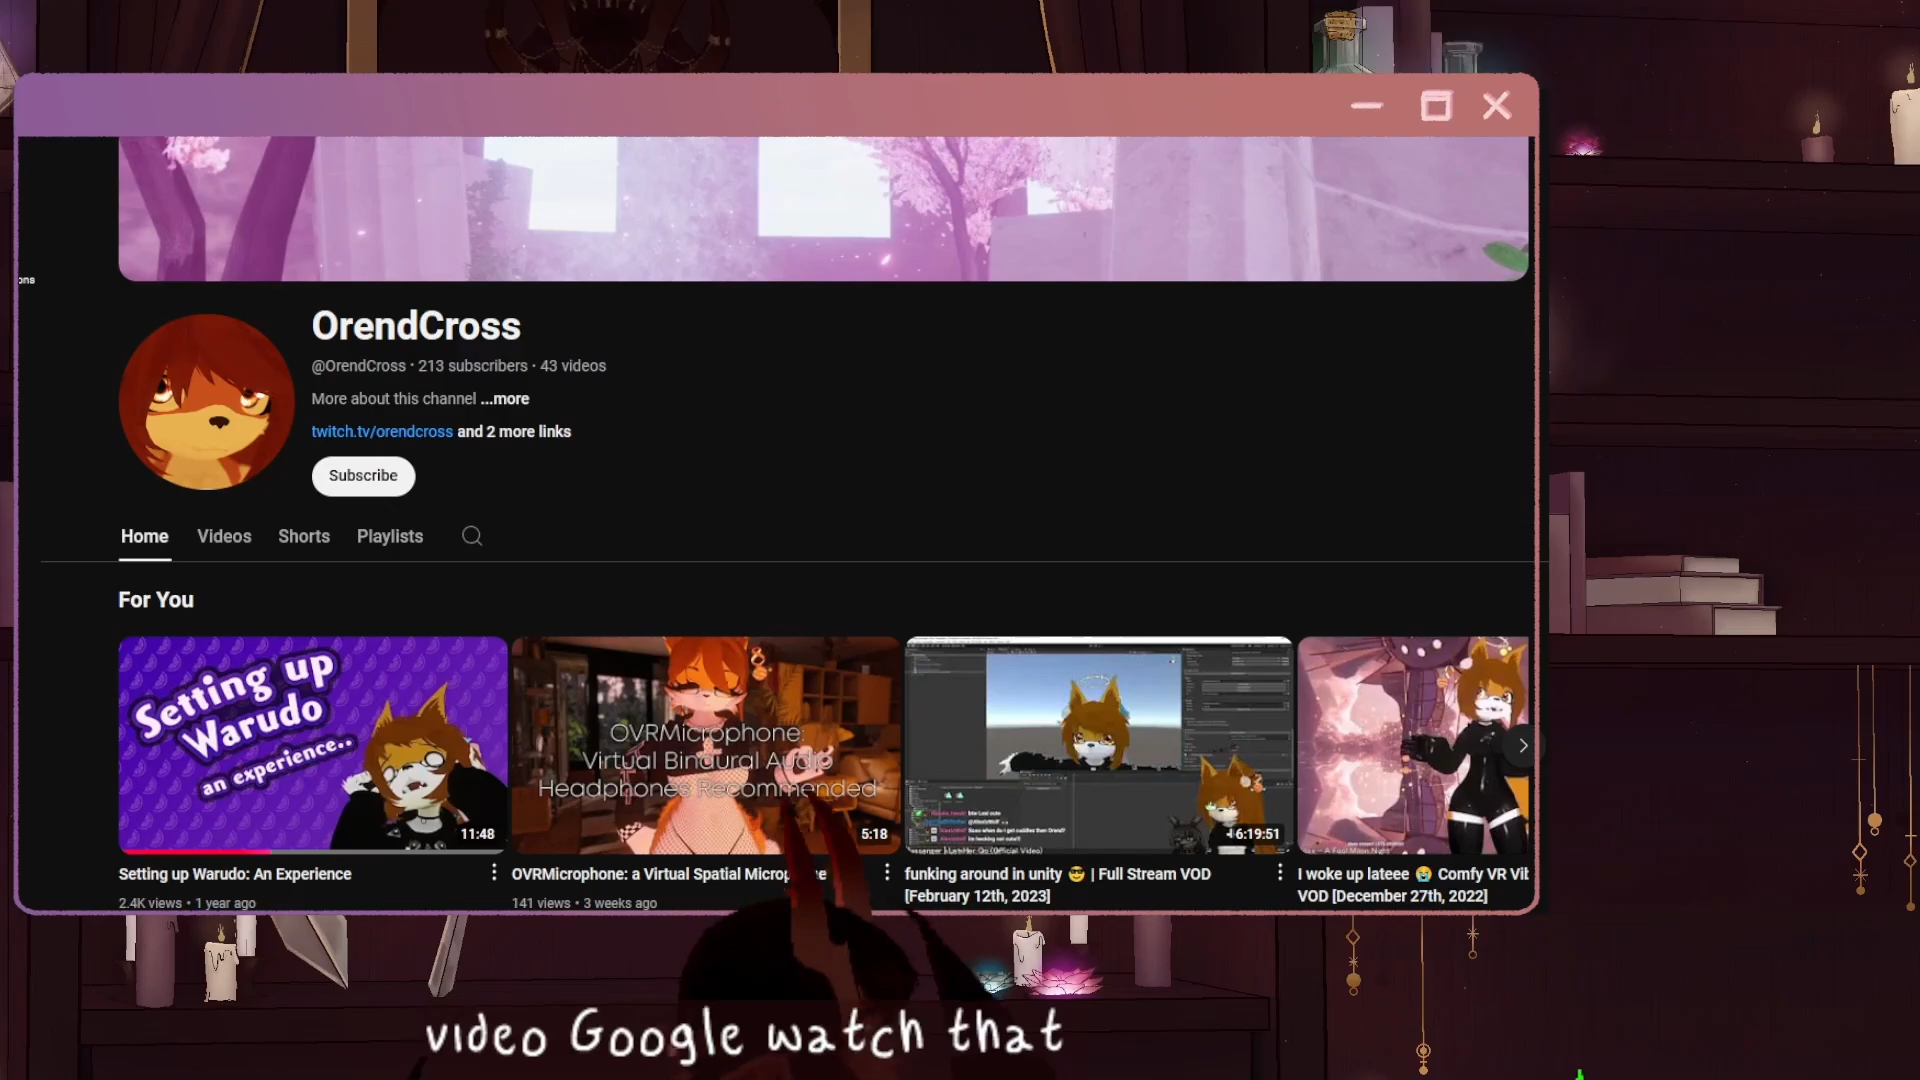 ons
OrendCross
@OrendCross · 213 subscribers · 43 videos
More about this channel ...more
twitch.tv/orendcross and 2 more links
Subscribe
Home Videos Shorts Playlists
For You
Setting up
Warudo
an experience..
11:48
OVRMicrophone:
Virtual Binaural Audio
Headphones Recommended
5:18
6:19:51
Setting up Warudo: An Experience
2.4K views • 1 year ago
OVRMicrophone: a Virtual Spatial
141 views • 3 weeks ago
funking around in unity 😎 | Full Stream VOD
[February 12th, 2023]
I woke up lateee 😭 Comfy VR Vib
VOD [December 27th, 2022]
video Google watch that